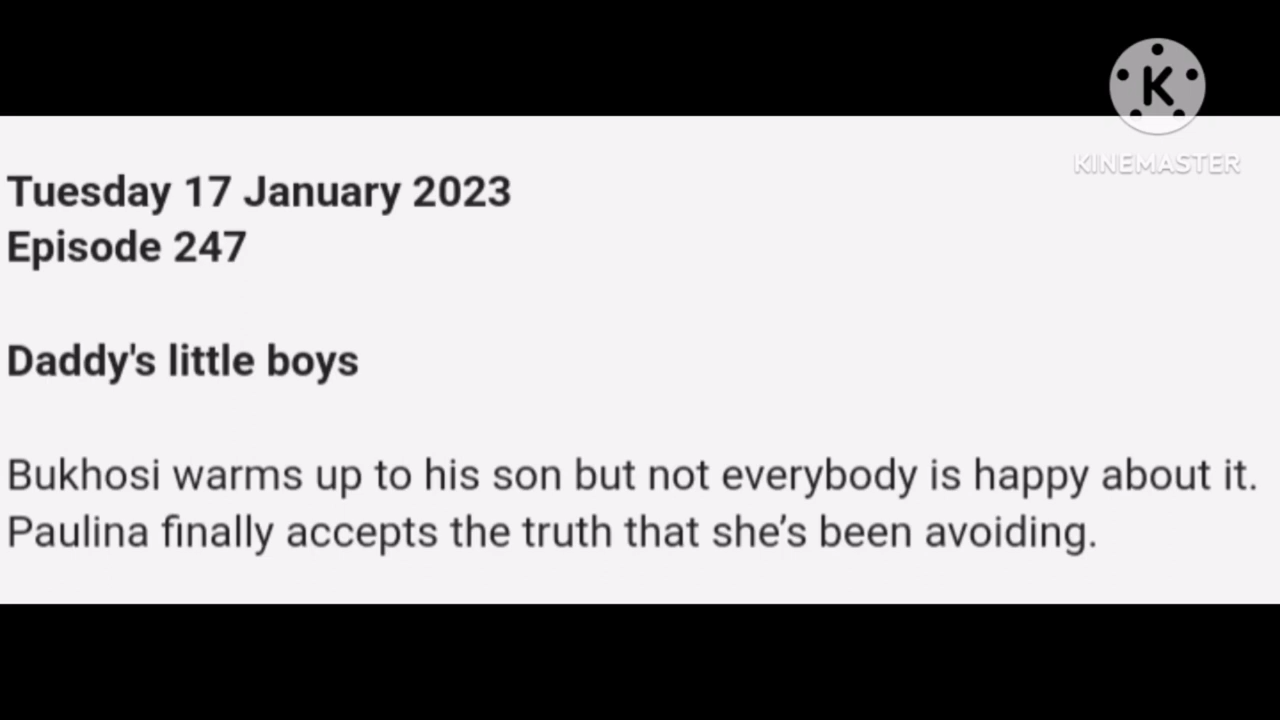 K
KINEMASTER
Tuesday 17 January 2023
Episode 247
Daddy's little boys
Bukhosi warms up to his son but not everybody is happy about it.
Paulina finally accepts the truth that she’s been avoiding.